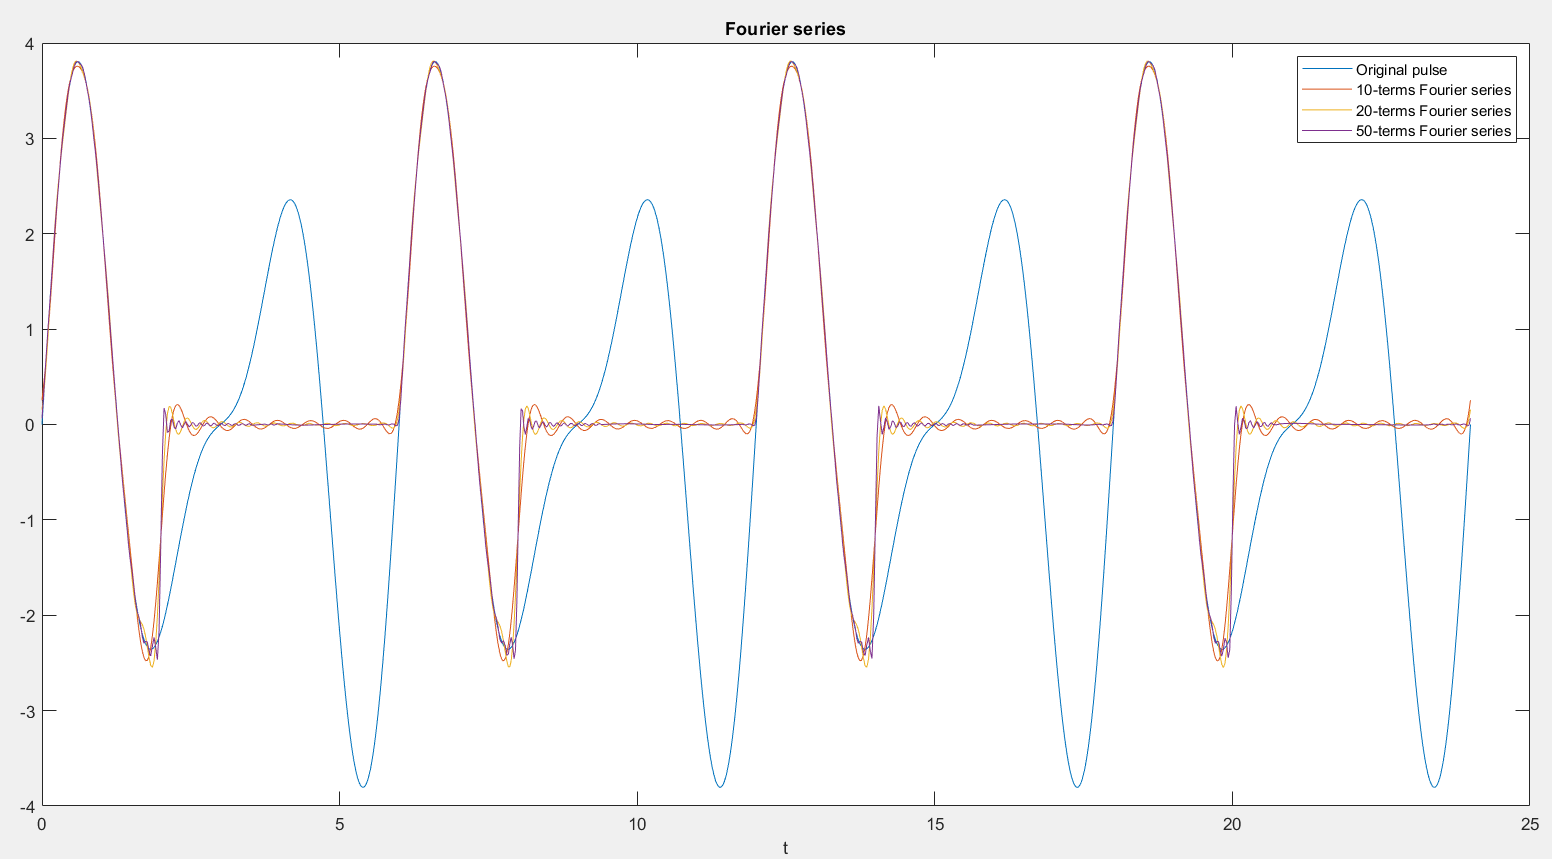 Fourier series
Original pulse
10-terms Fourier series
20-terms Fourier series
50-terms Fourier series
4
3
2
1
0
-1
-2
-3
-4
0 5 10 15 20 25
t